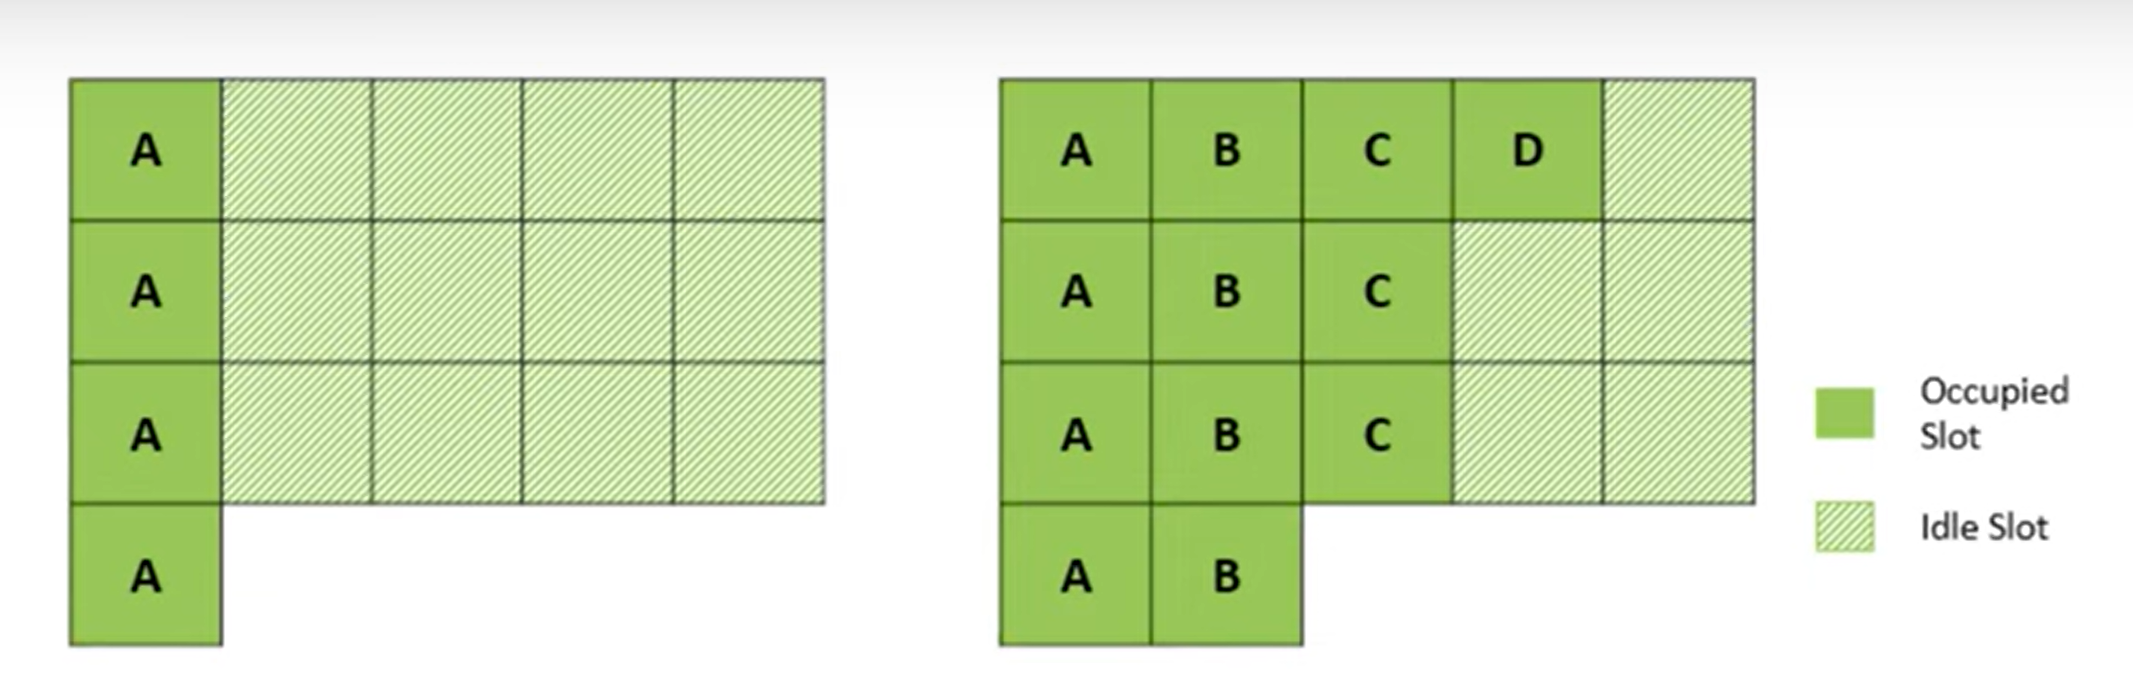 A A B C D
A A B C
A A B C
A A B
Occupied
Slot
Idle Slot